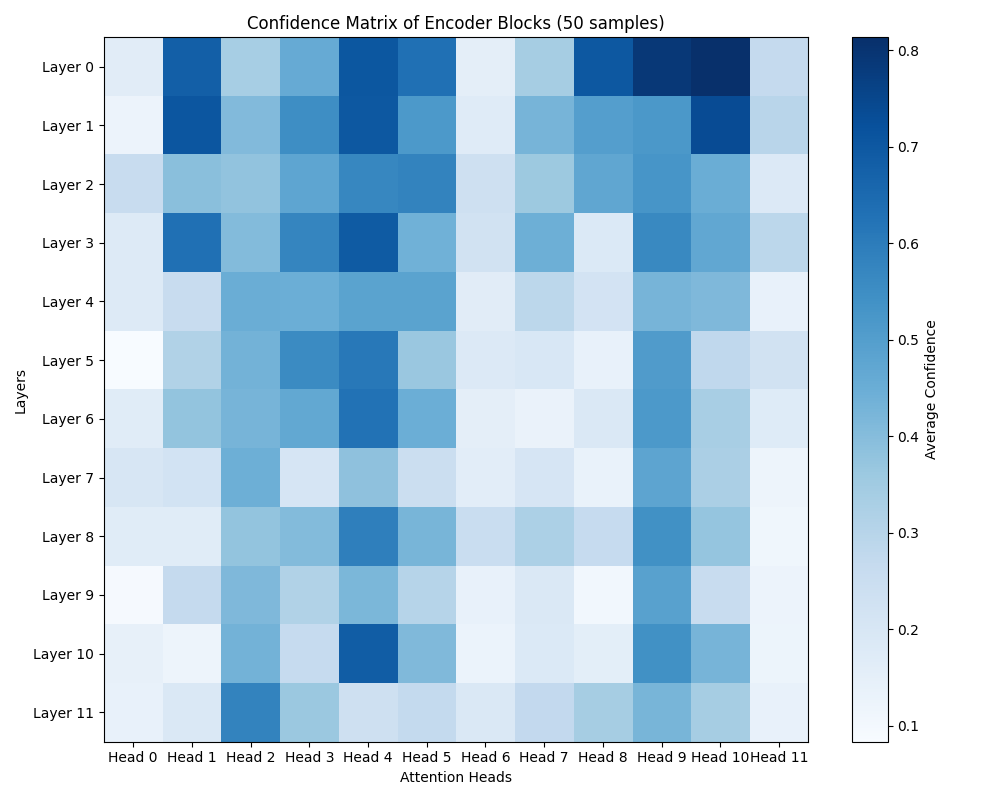 Confidence Matrix of Encoder Blocks (50 samples)
Layer 0
Layer 1
Layer 2
Layer 3
Layer 4
Layer 5
Layer 6
Layer 7
Layer 8
Layer 9
Layer 10
Layer 11
Layers
Head 0 Head 1 Head 2 Head 3 Head 4 Head 5 Head 6 Head 7 Head 8 Head 9 Head 10 Head 11
Attention Heads
0.8
0.7
0.6
0.5
0.4
0.3
0.2
0.1
Average Confidence